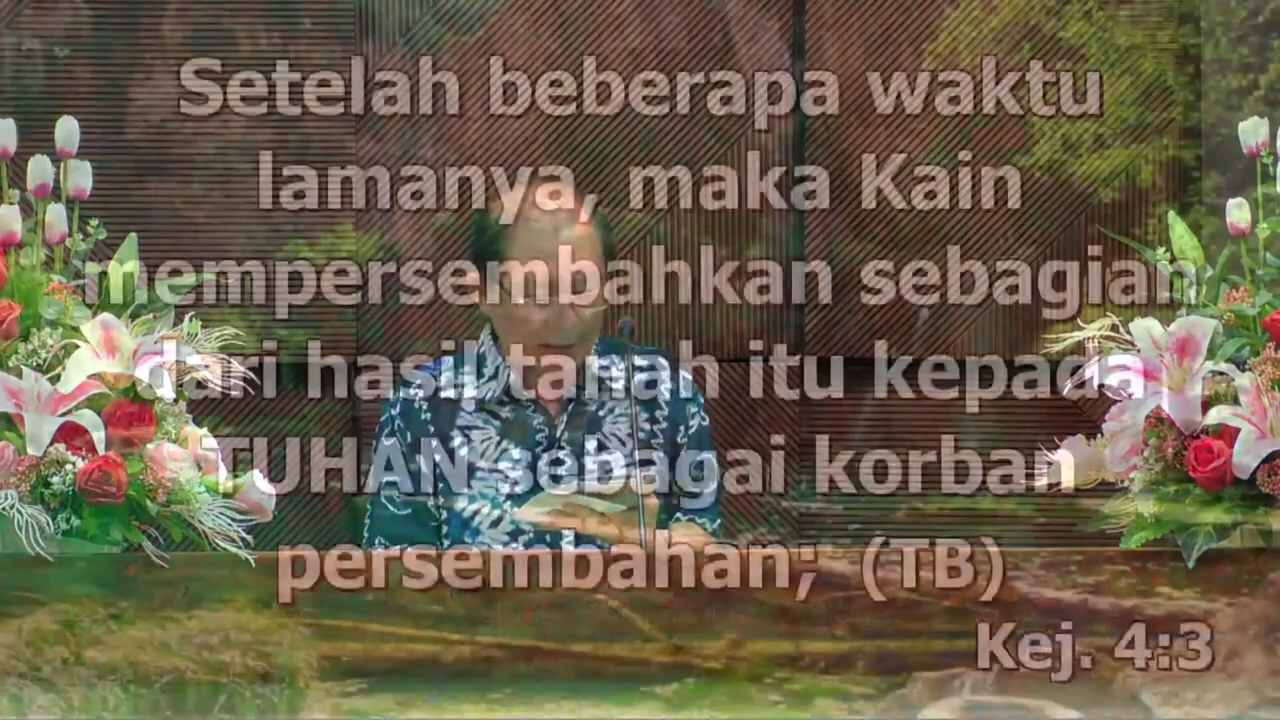 Setelah beberapa waktu
lamanya, maka Kain
mempersembahkan sebagian
dari hasil tanah itu kepada
TUHAN sebagai korban
persembahan; (TB)
Kej. 4:3